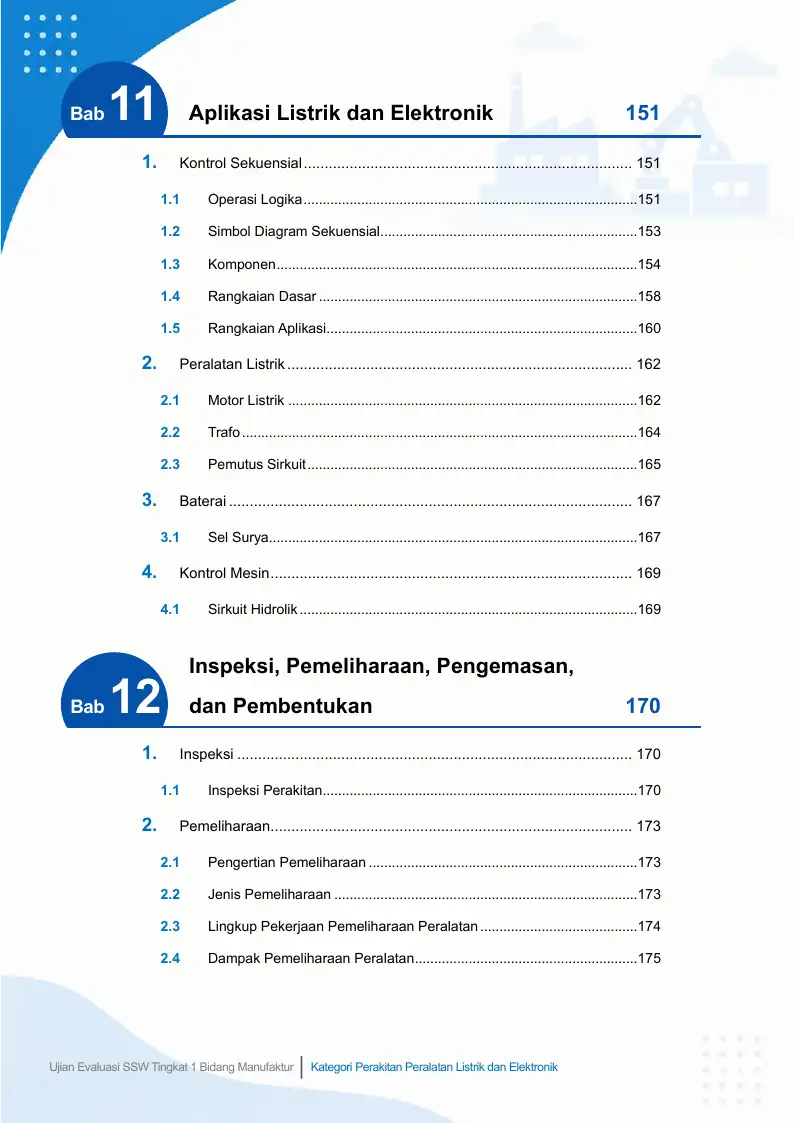 Bab 11 Aplikasi Listrik dan Elektronik 151
1. Kontrol Sekuensial 151
1.1 Operasi Logika 151
1.2 Simbol Diagram Sekuensial 153
1.3 Komponen 154
1.4 Rangkaian Dasar 158
1.5 Rangkaian Aplikasi 160
2. Peralatan Listrik 162
2.1 Motor Listrik 162
2.2 Trafo 164
2.3 Pemutus Sirkuit 165
3. Baterai 167
3.1 Sel Surya 167
4. Kontrol Mesin 169
4.1 Sirkuit Hidrolik 169
Inspeksi, Pemeliharaan, Pengemasan,
Bab 12 dan Pembentukan 170
1. Inspeksi 170
1.1 Inspeksi Perakitan 170
2. Pemeliharaan 173
2.1 Pengertian Pemeliharaan 173
2.2 Jenis Pemeliharaan 173
2.3 Lingkup Pekerjaan Pemeliharaan Peralatan 174
2.4 Dampak Pemeliharaan Peralatan 175
Ujian Evaluasi SSW Tingkat 1 Bidang Manufaktur | Kategori Perakitan Peralatan Listrik dan Elektronik